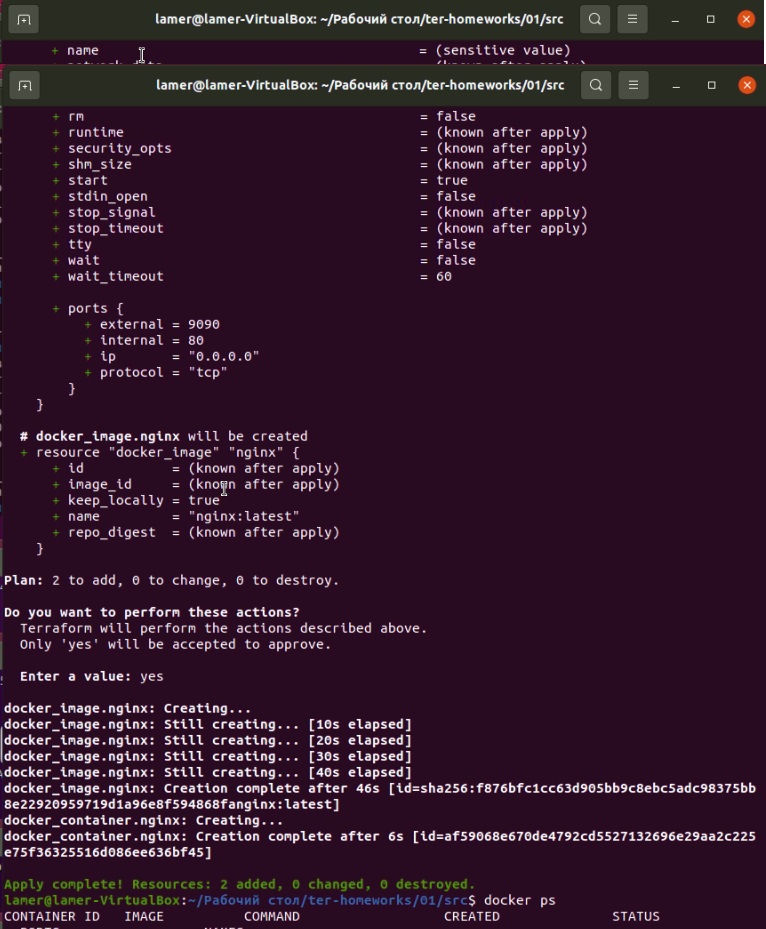 lamer@lamer-VirtualBox: ~/Рабочий стол/ter-homeworks/01/src
+ name = (sensitive value)
lamer@lamer-VirtualBox: ~/Рабочий стол/ter-homeworks/01/src
+ rm = false
+ runtime = (known after apply)
+ security_opts = (known after apply)
+ shm_size = (known after apply)
+ start = true
+ stdin_open = false
+ stop_signal = (known after apply)
+ stop_timeout = (known after apply)
+ tty = false
+ wait = false
+ wait_timeout = 60
+ ports {
+ external = 9090
+ internal = 80
+ ip = "0.0.0.0"
+ protocol = "tcp"
}
}
# docker_image.nginx will be created
+ resource "docker_image" "nginx" {
+ id = (known after apply)
+ image_id = (known after apply)
+ keep_locally = true
+ name = "nginx:latest"
+ repo_digest = (known after apply)
}
Plan: 2 to add, 0 to change, 0 to destroy.
Do you want to perform these actions?
Terraform will perform the actions described above.
Only 'yes' will be accepted to approve.
Enter a value: yes
docker_image.nginx: Creating...
docker_image.nginx: Still creating... [10s elapsed]
docker_image.nginx: Still creating... [20s elapsed]
docker_image.nginx: Still creating... [30s elapsed]
docker_image.nginx: Still creating... [40s elapsed]
docker_image.nginx: Creation complete after 46s [id=sha256:f876bfc1cc63d905bb9c8ebc5adc98375bb
8e22920959719d1a96e8f594868fanginx:latest]
docker_container.nginx: Creating...
docker_container.nginx: Creation complete after 6s [id=af59068e670de4792cd5527132696e29aa2c225
e75f36325516d086ee636bf45]
Apply complete! Resources: 2 added, 0 changed, 0 destroyed.
lamer@lamer-VirtualBox:~/Рабочий стол/ter-homeworks/01/src$ docker ps
CONTAINER ID IMAGE COMMAND CREATED STATUS